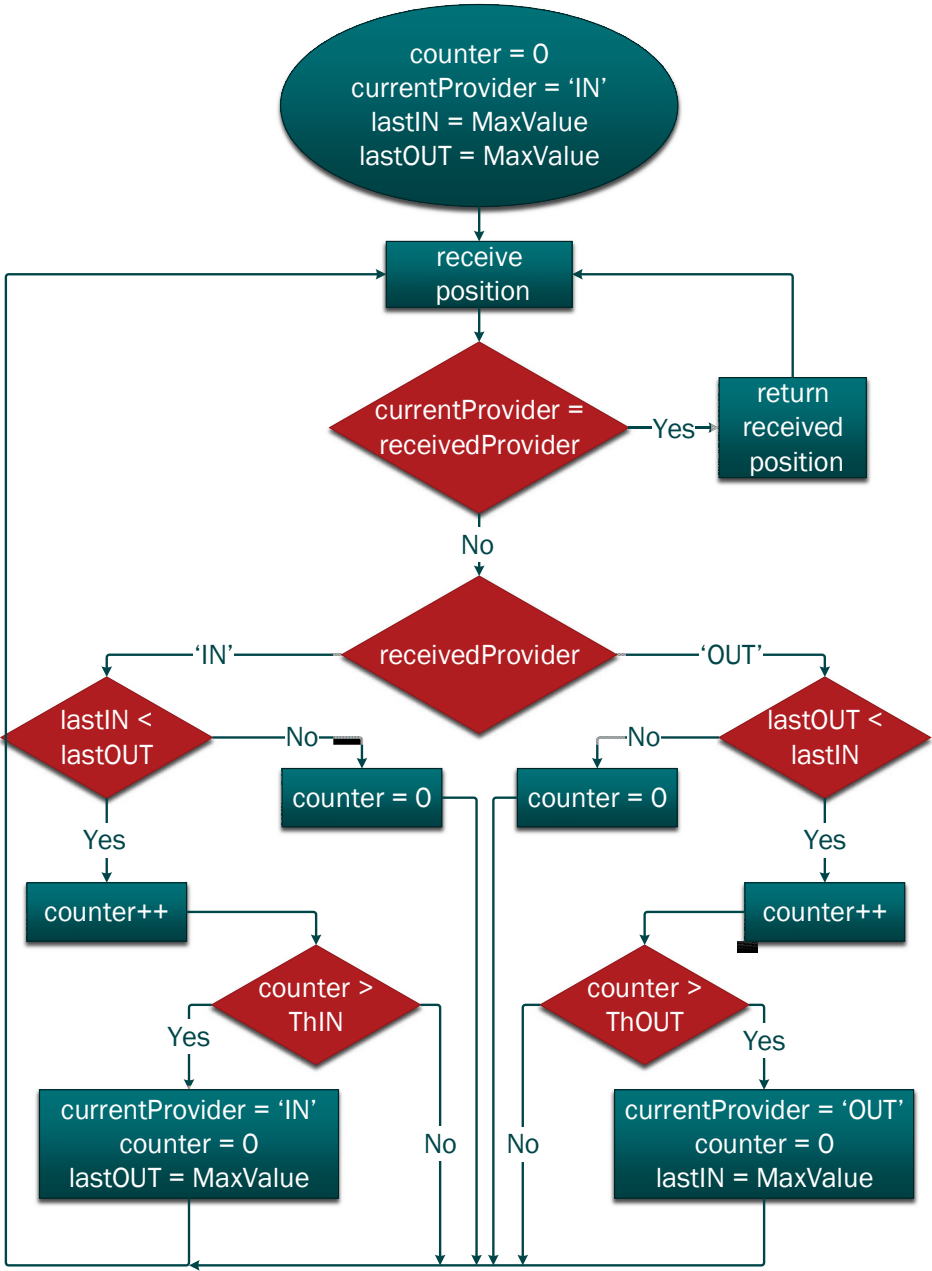 counter = 0
currentProvider = ‘IN’
lastIN = MaxValue
lastOUT = MaxValue
receive
position
currentProvider =
receivedProvider
Yes
return
received
position
No
receivedProvider
‘IN’
‘OUT’
lastIN <
lastOUT
No
counter = 0
No
counter = 0
lastOUT <
lastIN
Yes
Yes
counter++
counter++
counter >
ThIN
counter >
ThOUT
Yes
Yes
currentProvider = ‘IN’
counter = 0
lastOUT = MaxValue
No
No
currentProvider = ‘OUT’
counter = 0
lastIN = MaxValue